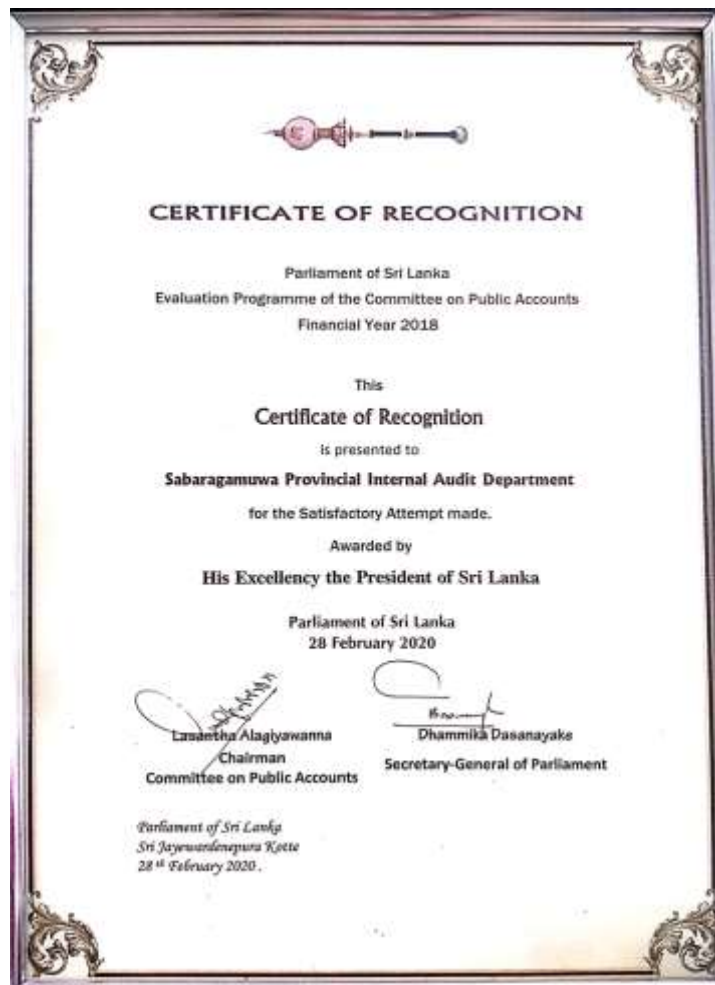 CERTIFICATE OF RECOGNITION
Parliament of Sri Lanka
Evaluation Programme of the Committee on Public Accounts
Financial Year 2018
This
Certificate of Recognition
is presented to
Sabaragamuwa Provincial Internal Audit Department
for the Satisfactory Attempt made.
Awarded by
His Excellency the President of Sri Lanka
Parliament of Sri Lanka
28 February 2020
Lasantha Alagiyawanna
Chairman
Committee on Public Accounts
Dhammika Dasanayake
Secretary-General of Parliament
Parliament of Sri Lanka
Sri Jayewardenepura Kotte
28 th February 2020 .